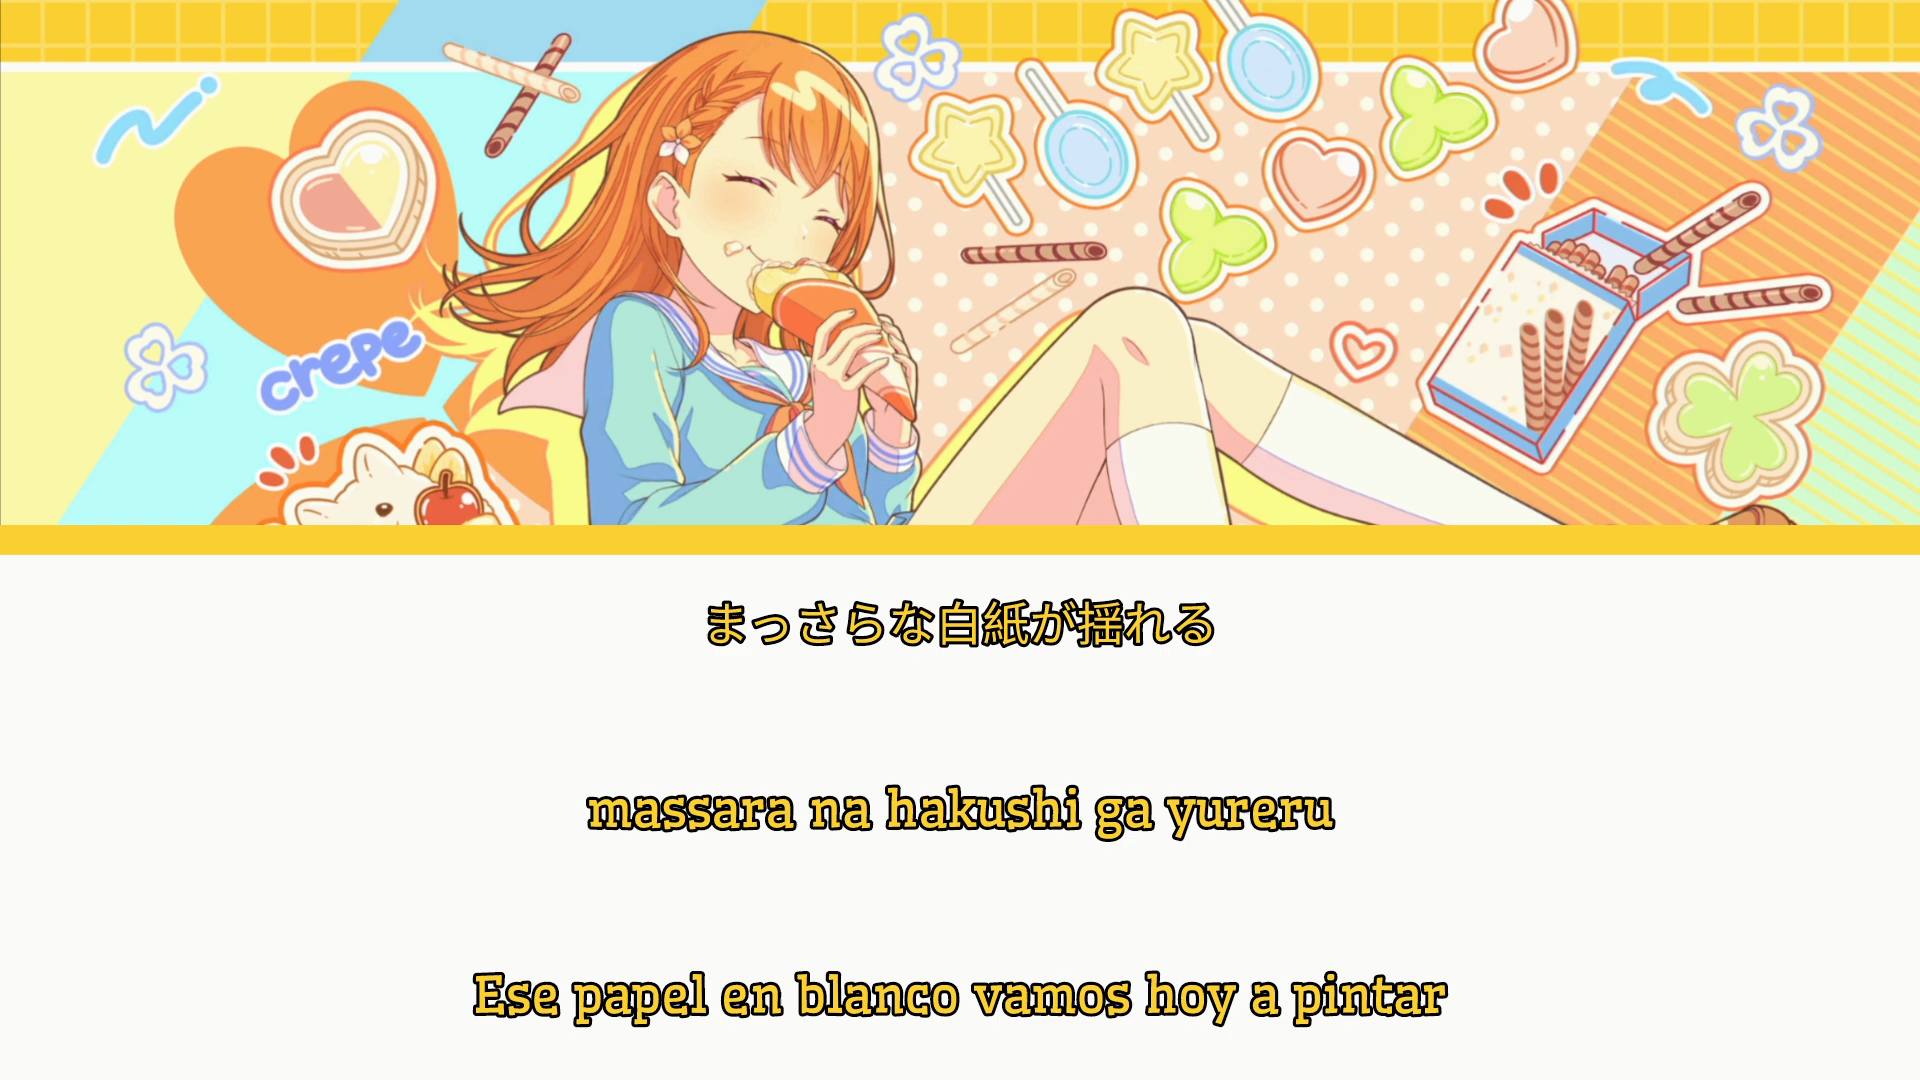 crepe
まっさらな白紙が揺れる
massara na hakushi ga yureru
Ese papel en blanco vamos hoy a pintar